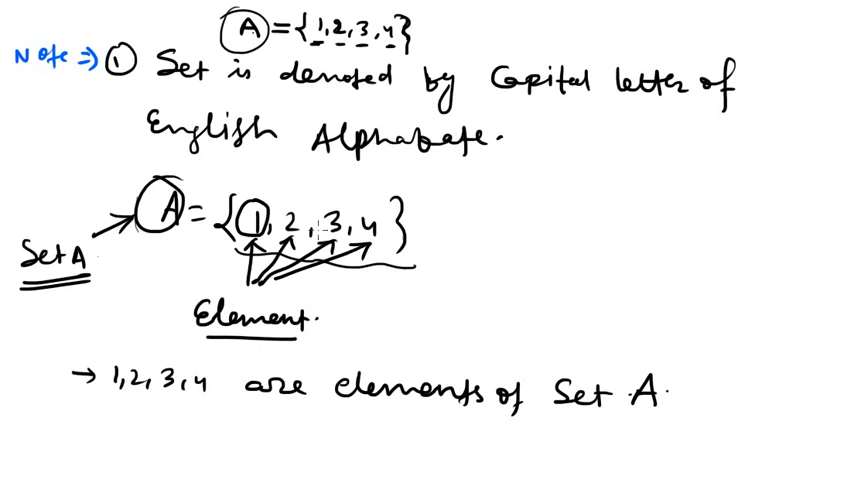 A = {1,2,3,4}
Note ⇒ ① Set is denoted by Capital letter of
English Alphabate.
A = {1, 2, 3, 4}
Set A
Element.
→ 1, 2, 3, 4 are elements of Set A.